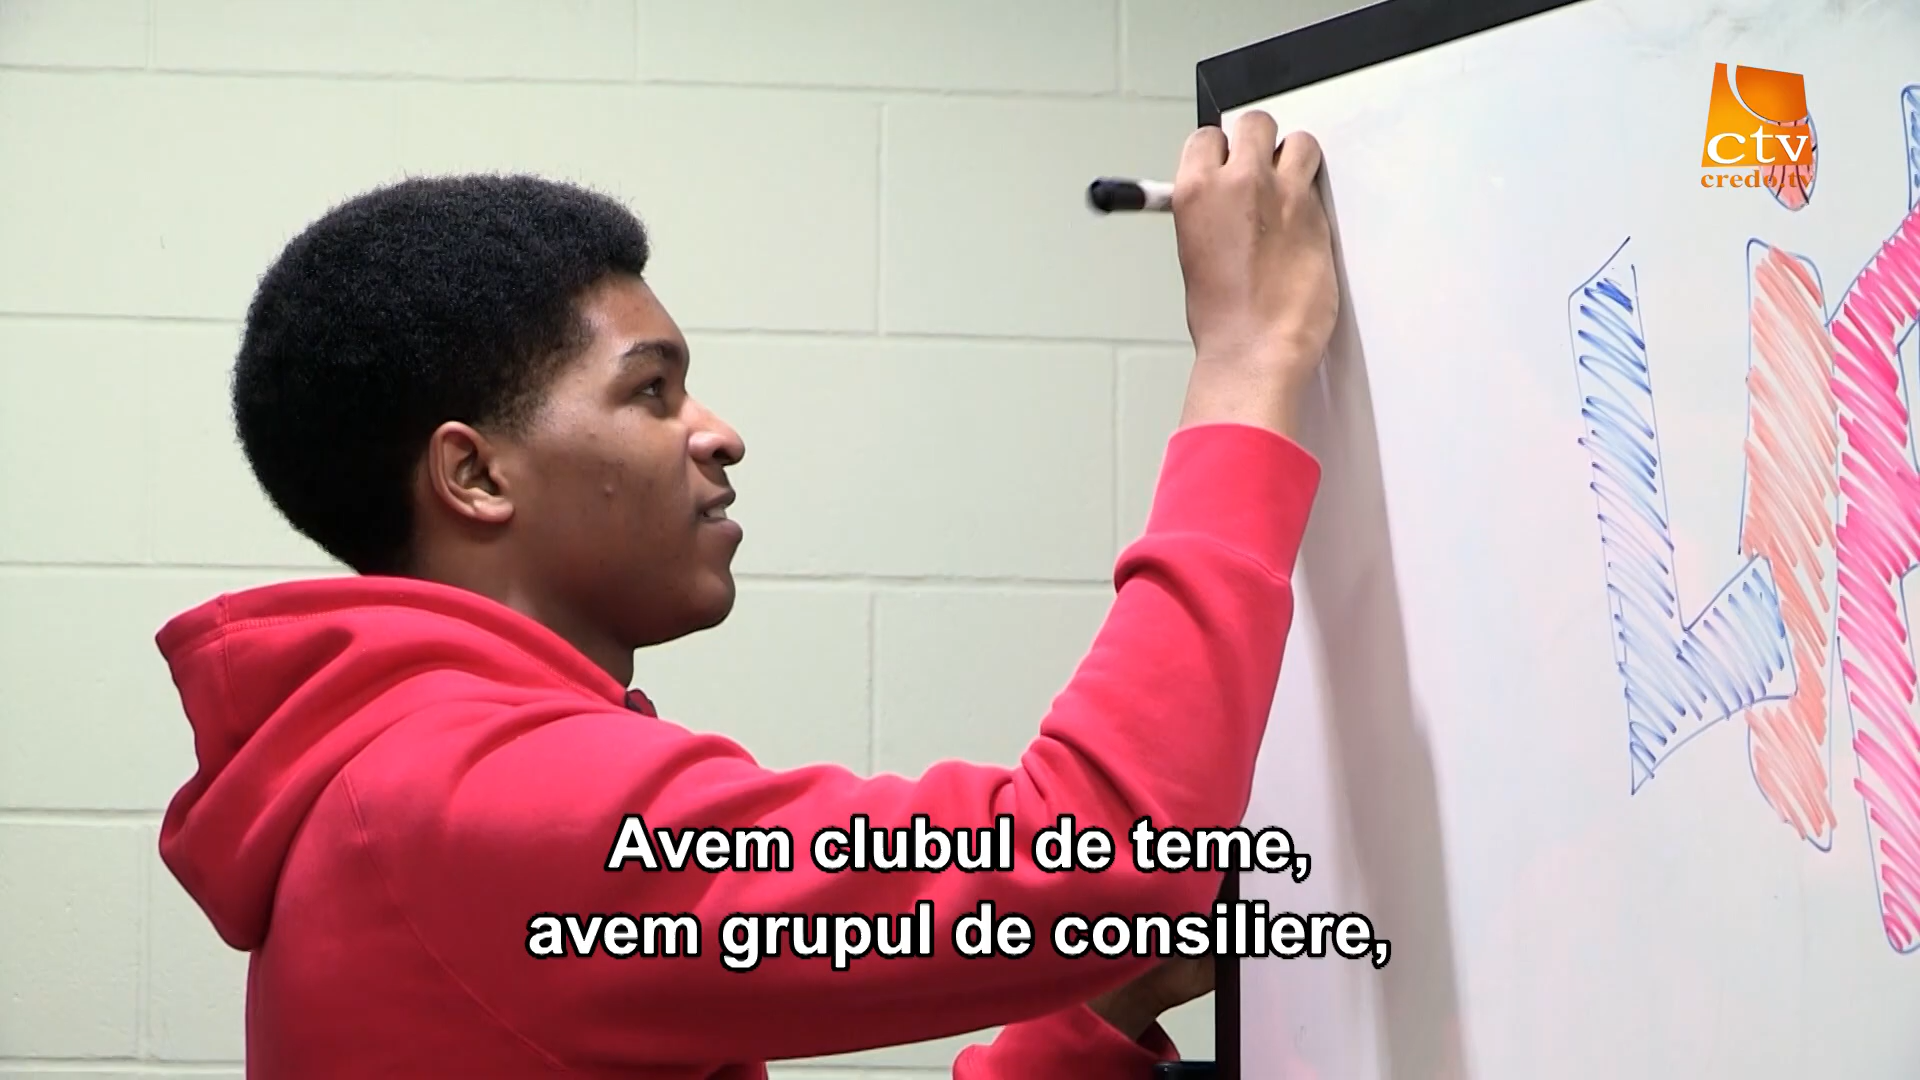 ctv
credo.tv
Avem clubul de teme,
avem grupul de consiliere,